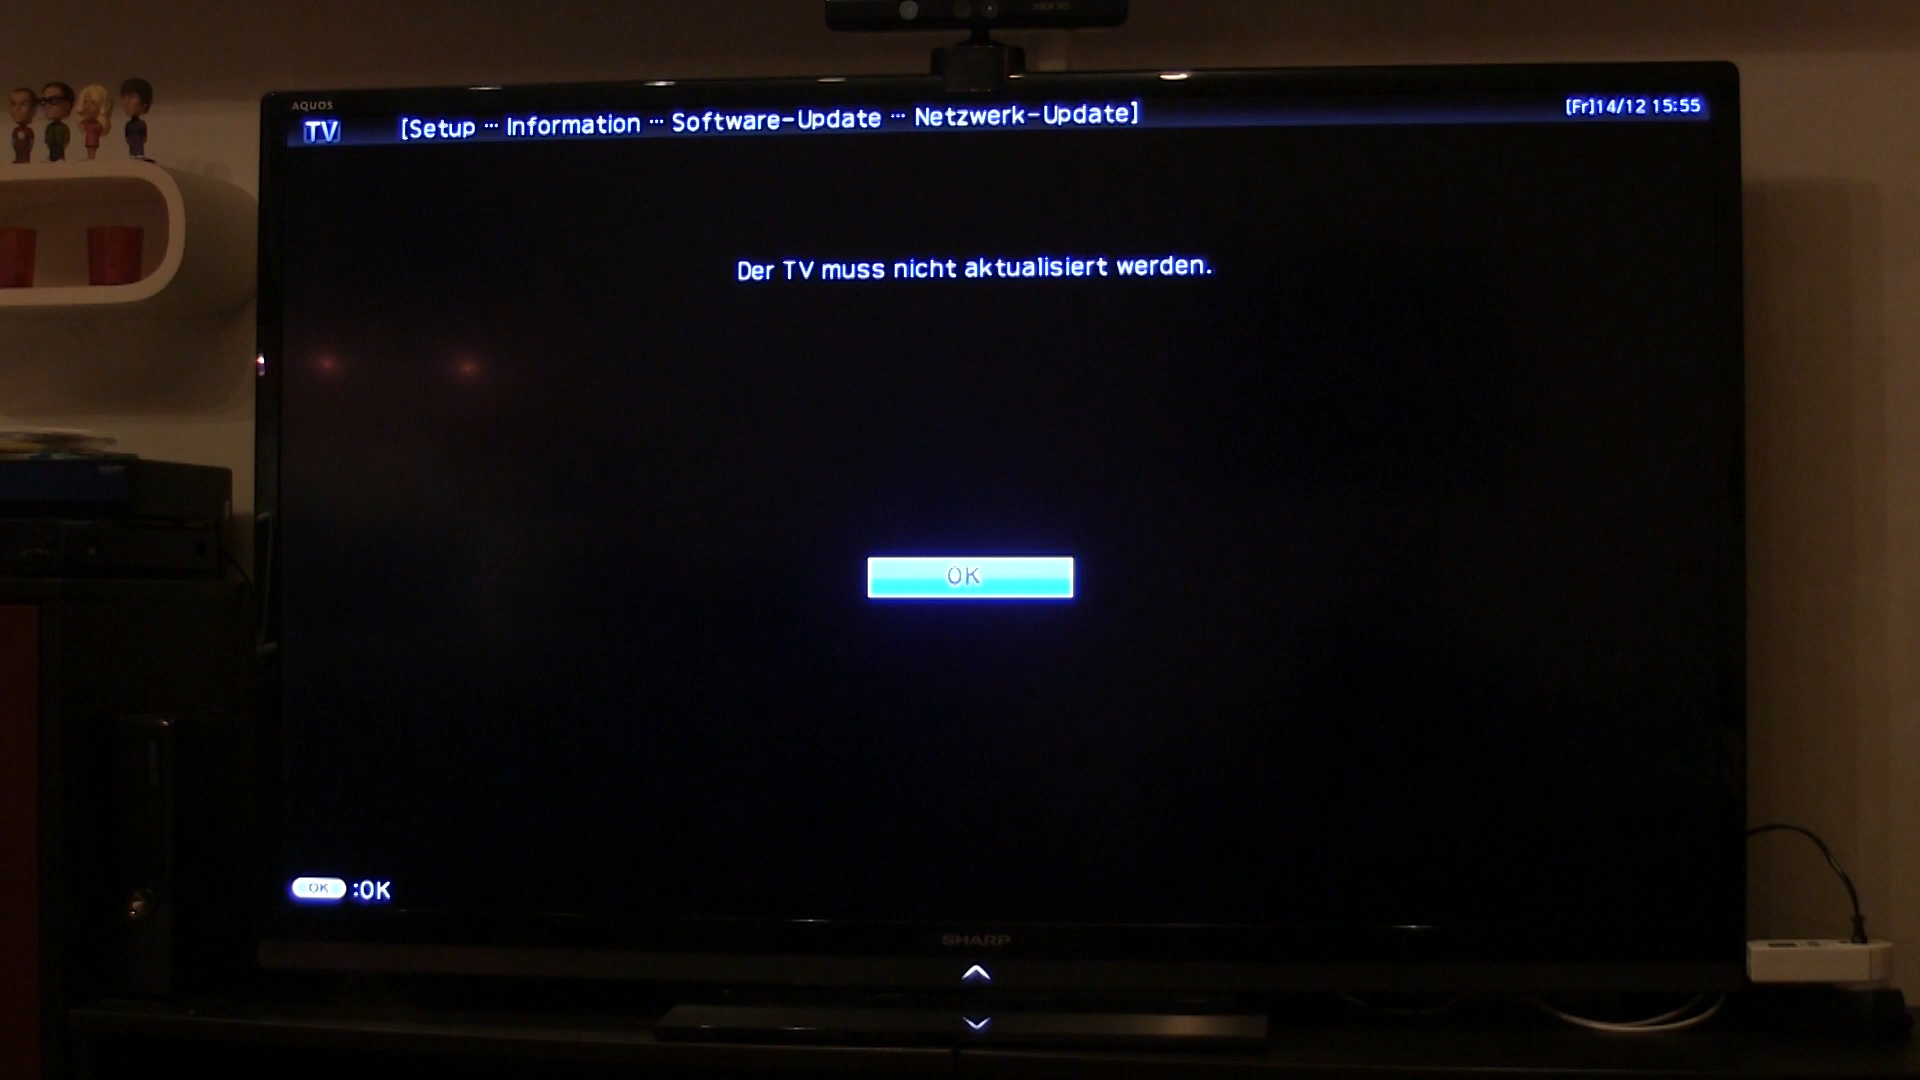 AQUOS
TV
[Setup ··· Information ··· Software-Update ··· Netzwerk-Update]
[Fr]14/12 15:55
Der TV muss nicht aktualisiert werden.
OK
OK :OK
SHARP